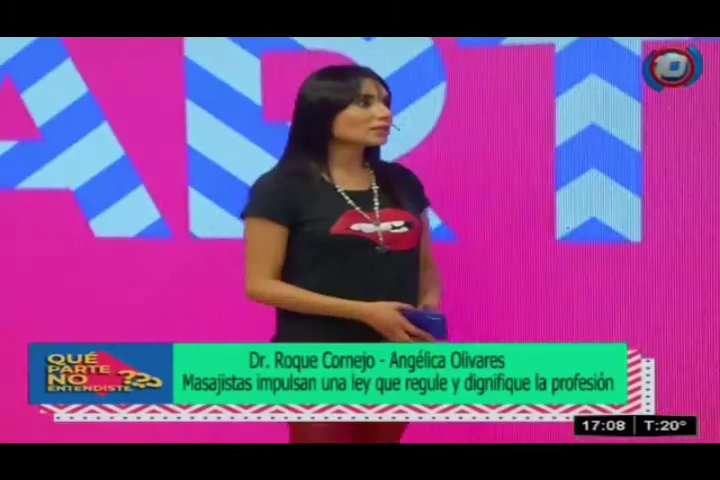 ART
QUÉ
PARTE
NO
ENTENDISTE
???
Dr. Roque Cornejo - Angélica Olivares
Masajistas impulsan una ley que regule y dignifique la profesión
17:08 T:20°